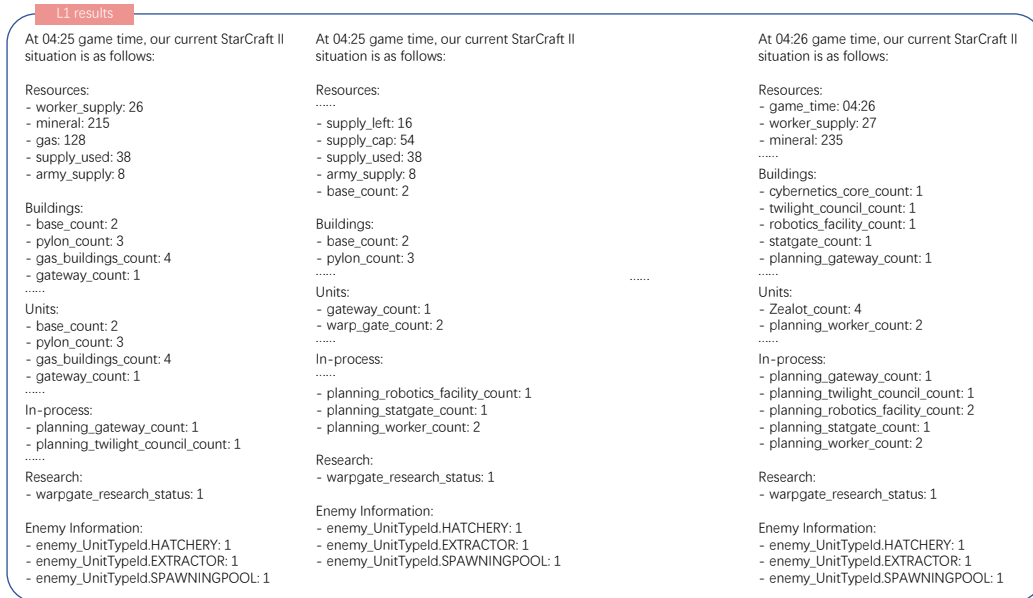 L1 results
At 04:25 game time, our current StarCraft II
situation is as follows:
Resources:
- worker_supply: 26
- mineral: 215
- gas: 128
- supply_used: 38
- army_supply: 8
Buildings:
- base_count: 2
- pylon_count: 3
- gas_buildings_count: 4
- gateway_count: 1
......
Units:
- base_count: 2
- pylon_count: 3
- gas_buildings_count: 4
- gateway_count: 1
......
In-process:
- planning_gateway_count: 1
- planning_twilight_council_count: 1
......
Research:
- warpgate_research_status: 1
Enemy Information:
- enemy_UnitTypeId.HATCHERY: 1
- enemy_UnitTypeId.EXTRACTOR: 1
- enemy_UnitTypeId.SPAWNINGPOOL: 1
At 04:25 game time, our current StarCraft II
situation is as follows:
Resources:
......
- supply_left: 16
- supply_cap: 54
- supply_used: 38
- army_supply: 8
- base_count: 2
Buildings:
- base_count: 2
- pylon_count: 3
......
Units:
- gateway_count: 1
- warp_gate_count: 2
......
In-process:
......
- planning_robotics_facility_count: 1
- planning_statgate_count: 1
- planning_worker_count: 2
Research:
- warpgate_research_status: 1
Enemy Information:
- enemy_UnitTypeId.HATCHERY: 1
- enemy_UnitTypeId.EXTRACTOR: 1
- enemy_UnitTypeId.SPAWNINGPOOL: 1
......
At 04:26 game time, our current StarCraft II
situation is as follows:
Resources:
- game_time: 04:26
- worker_supply: 27
- mineral: 235
......
Buildings:
- cybernetics_core_count: 1
- twilight_council_count: 1
- robotics_facility_count: 1
- statgate_count: 1
- planning_gateway_count: 1
......
Units:
- Zealot_count: 4
- planning_worker_count: 2
......
In-process:
- planning_gateway_count: 1
- planning_twilight_council_count: 1
- planning_robotics_facility_count: 2
- planning_statgate_count: 1
- planning_worker_count: 2
Research:
- warpgate_research_status: 1
Enemy Information:
- enemy_UnitTypeId.HATCHERY: 1
- enemy_UnitTypeId.EXTRACTOR: 1
- enemy_UnitTypeId.SPAWNINGPOOL: 1